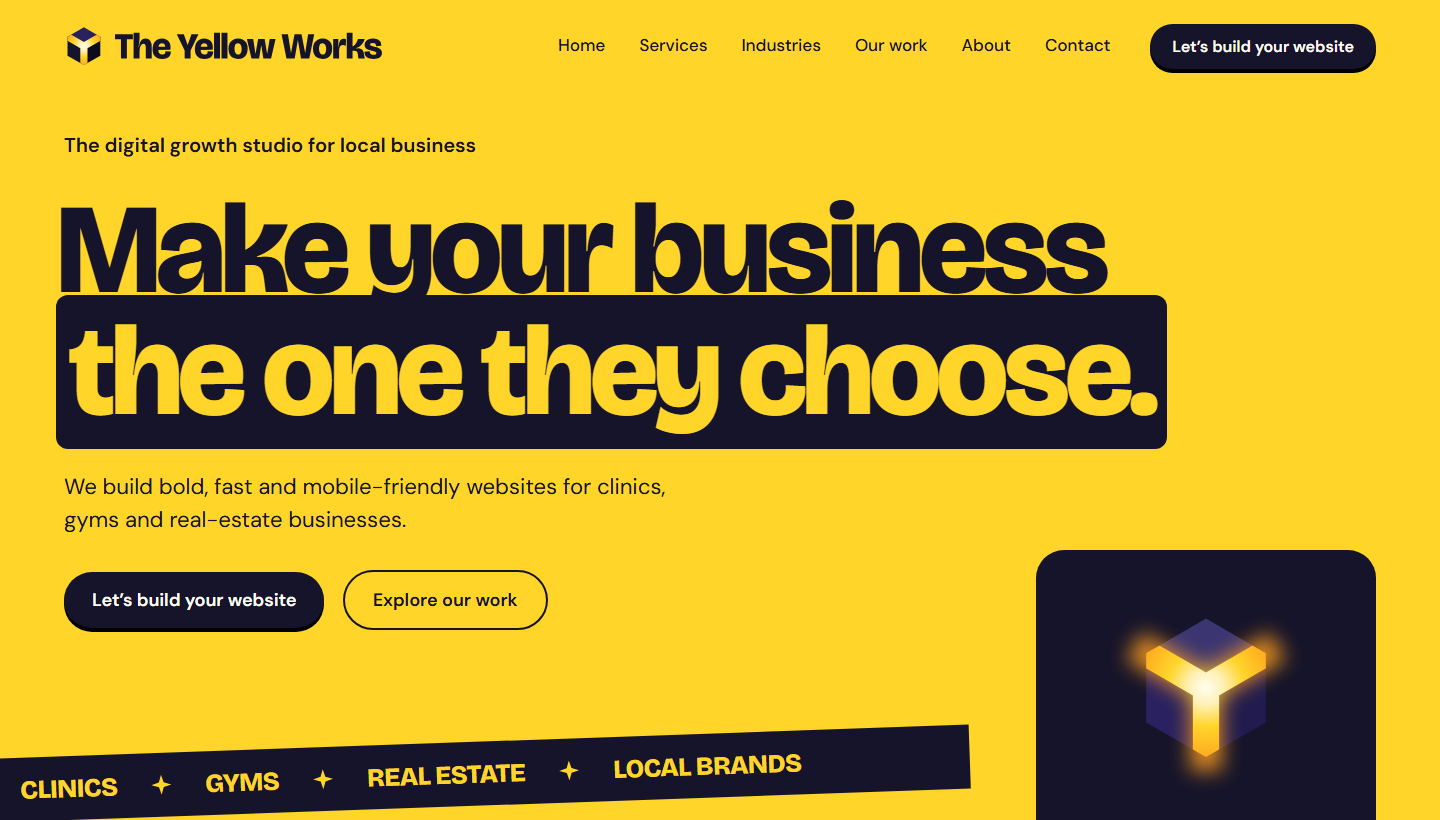 The Yellow Works
Home
Services
Industries
Our work
About
Contact
Let’s build your website
The digital growth studio for local business
Make your business
the one they choose.
We build bold, fast and mobile-friendly websites for clinics,
gyms and real-estate businesses.
Let’s build your website
Explore our work
CLINICS ✦ GYMS ✦ REAL ESTATE ✦ LOCAL BRANDS